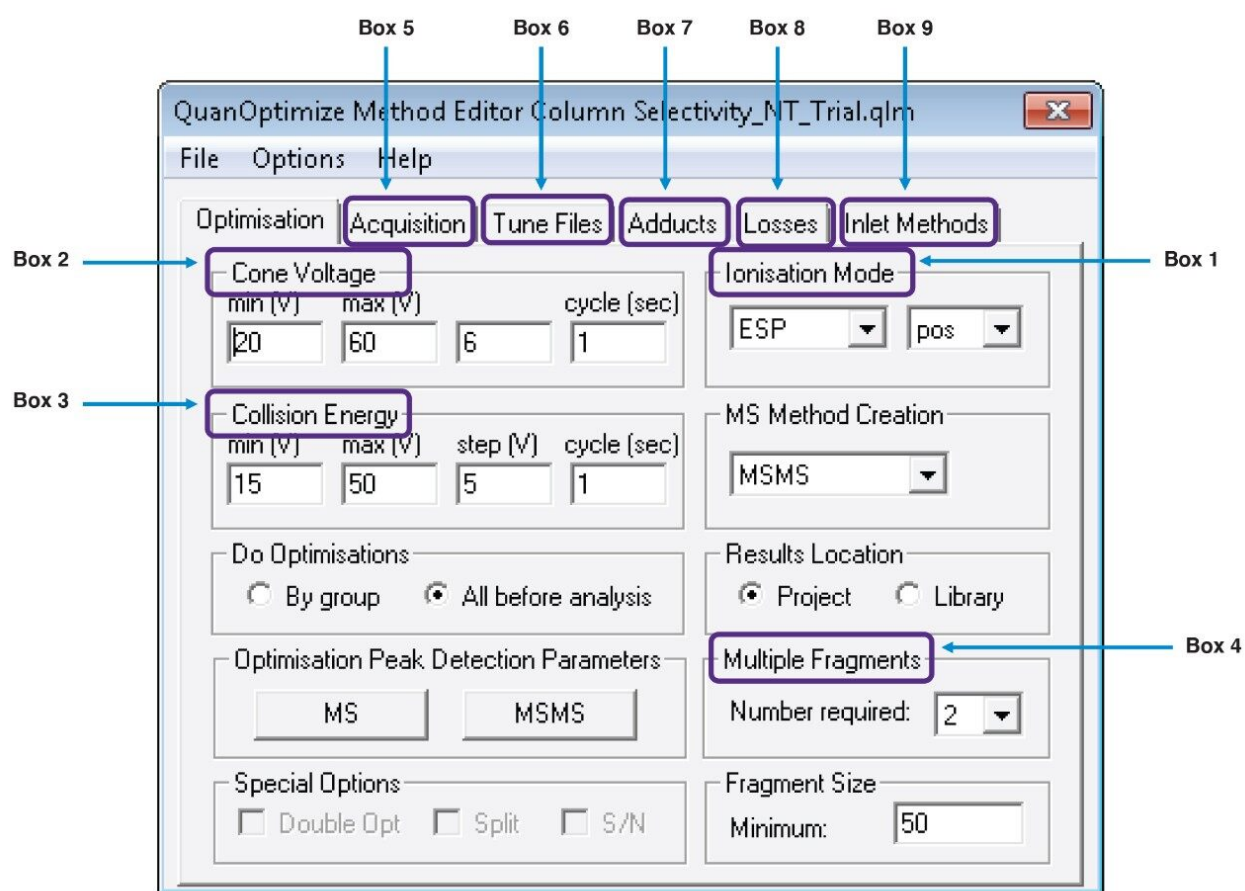 Box 5 Box 6 Box 7 Box 8 Box 9
QuanOptimize Method Editor Column Selectivity_NT_Trial.qlm
File Options Help
Optimisation Acquisition Tune Files Adducts Losses Inlet Methods
Box 2 Cone Voltage Ionisation Mode Box 1
min (V) max (V) cycle (sec)
20 60 6 1 ESP pos
Box 3 Collision Energy MS Method Creation
min (V) max (V) step (V) cycle (sec)
15 50 5 1 MSMS
Do Optimisations Results Location
By group All before analysis Project Library
Optimisation Peak Detection Parameters Multiple Fragments Box 4
MS MSMS Number required: 2
Special Options Fragment Size
Double Opt Split S/N Minimum: 50